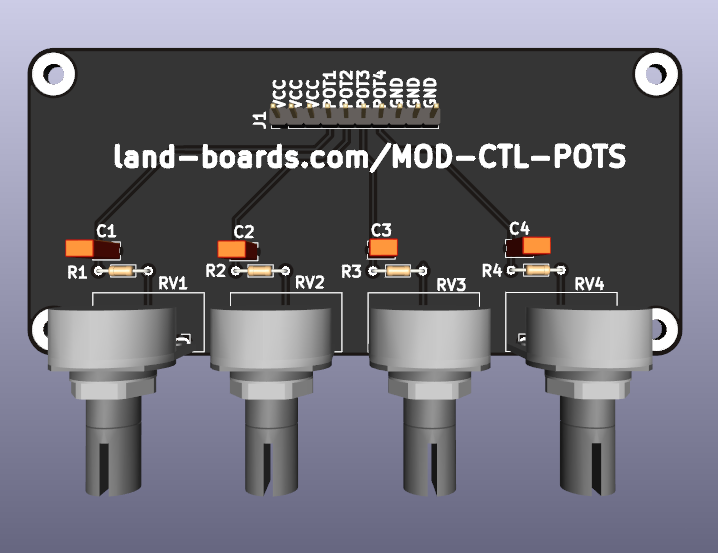 VCC VCC VCC POT1 POT2 POT3 POT4 GND GND GND
J1
land-boards.com/MOD-CTL-POTS
C1 C2 C3 C4
R1 R2 R3 R4
RV1 RV2 RV3 RV4